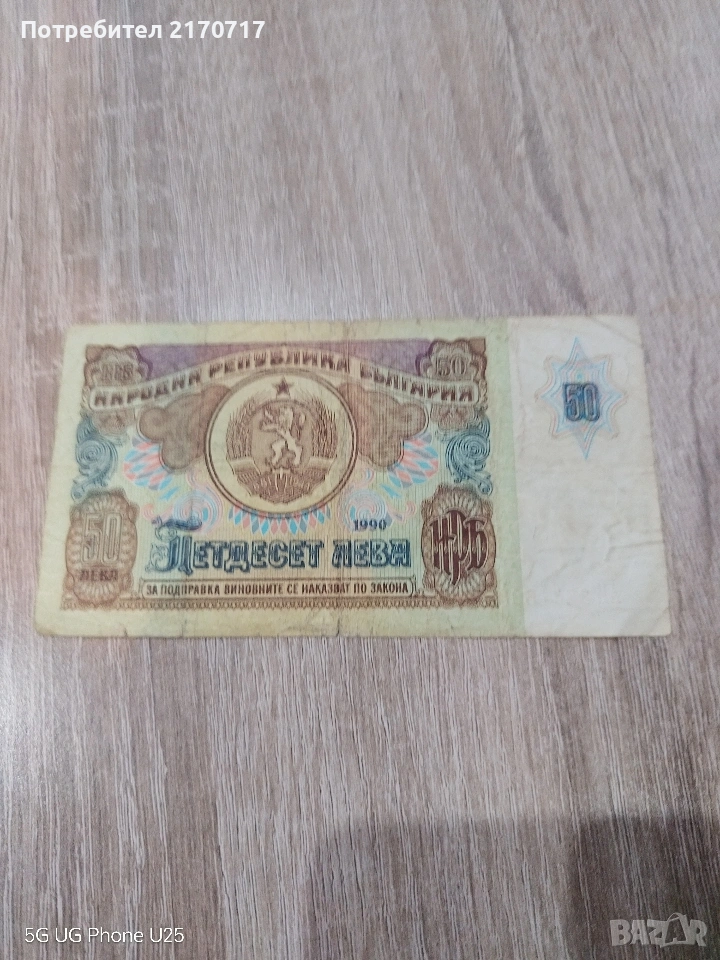 Потребител 2170717
50
НАРОДНА РЕПУБЛИКА БЪЛГАРИЯ
50
1990
ПЕТДЕСЕТ ЛЕВА
НРБ
50
ЛЕВА
ЗА ПОДПРАВКА ВИНОВНИТЕ СЕ НАКАЗВАТ ПО ЗАКОНА
5G UG Phone U25
BAZAR